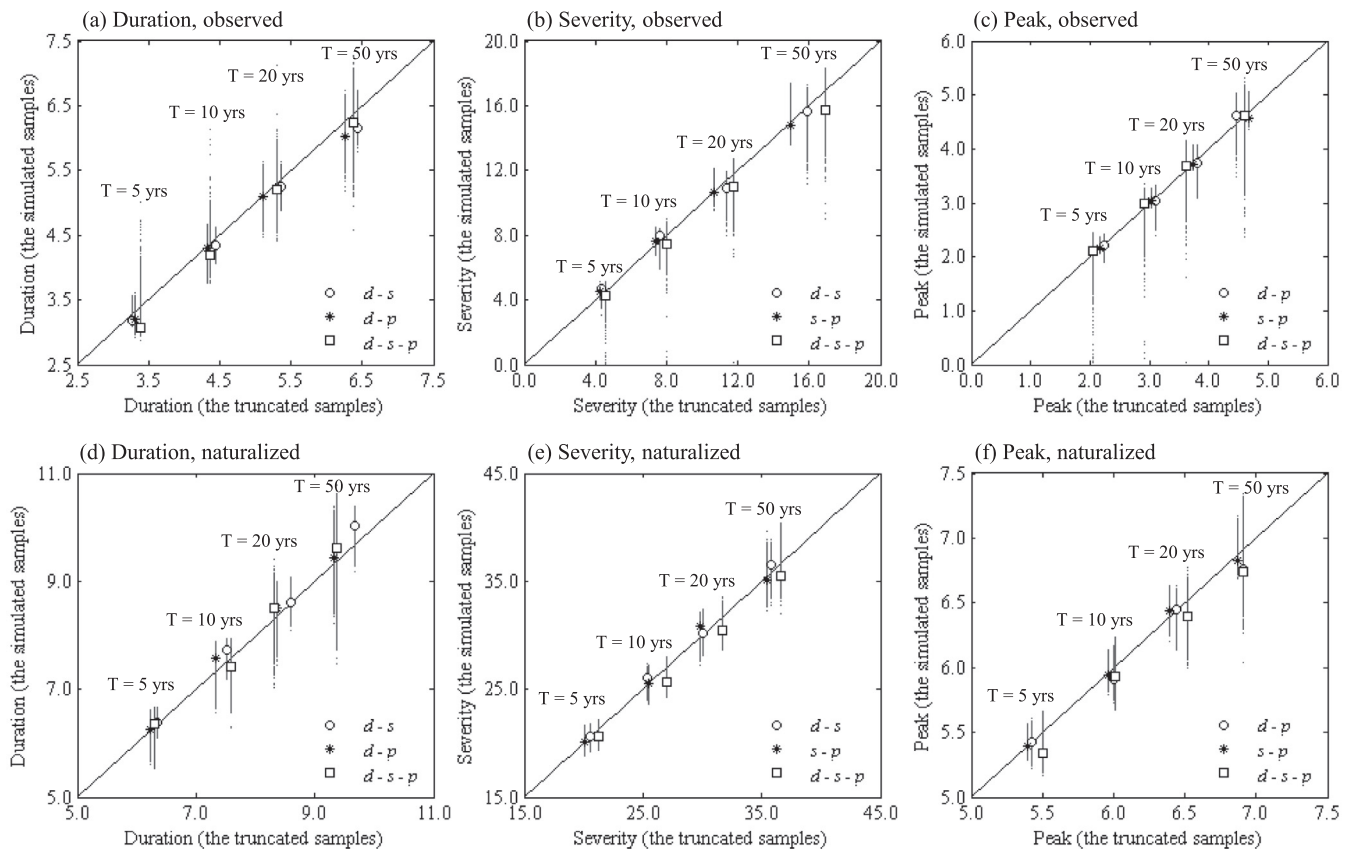 (a) Duration, observed
7.5
6.5
5.5
4.5
3.5
2.5
2.5 3.5 4.5 5.5 6.5 7.5
Duration (the simulated samples)
Duration (the truncated samples)
T = 5 yrs
T = 10 yrs
T = 20 yrs
T = 50 yrs
d - s
d - p
d - s - p
(b) Severity, observed
20.0
16.0
12.0
8.0
4.0
0.0
0.0 4.0 8.0 12.0 16.0 20.0
Severity (the simulated samples)
Severity (the truncated samples)
T = 5 yrs
T = 10 yrs
T = 20 yrs
T = 50 yrs
d - s
d - p
d - s - p
(c) Peak, observed
6.0
5.0
4.0
3.0
2.0
1.0
0.0
0.0 1.0 2.0 3.0 4.0 5.0 6.0
Peak (the simulated samples)
Peak (the truncated samples)
T = 5 yrs
T = 10 yrs
T = 20 yrs
T = 50 yrs
d - p
s - p
d - s - p
(d) Duration, naturalized
11.0
9.0
7.0
5.0
5.0 7.0 9.0 11.0
Duration (the simulated samples)
Duration (the truncated samples)
T = 5 yrs
T = 10 yrs
T = 20 yrs
T = 50 yrs
d - s
d - p
d - s - p
(e) Severity, naturalized
45.0
35.0
25.0
15.0
15.0 25.0 35.0 45.0
Severity (the simulated samples)
Severity (the truncated samples)
T = 5 yrs
T = 10 yrs
T = 20 yrs
T = 50 yrs
d - s
s - p
d - s - p
(f) Peak, naturalized
7.5
7.0
6.5
6.0
5.5
5.0
5.0 5.5 6.0 6.5 7.0 7.5
Peak (the simulated samples)
Peak (the truncated samples)
T = 5 yrs
T = 10 yrs
T = 20 yrs
T = 50 yrs
d - p
s - p
d - s - p